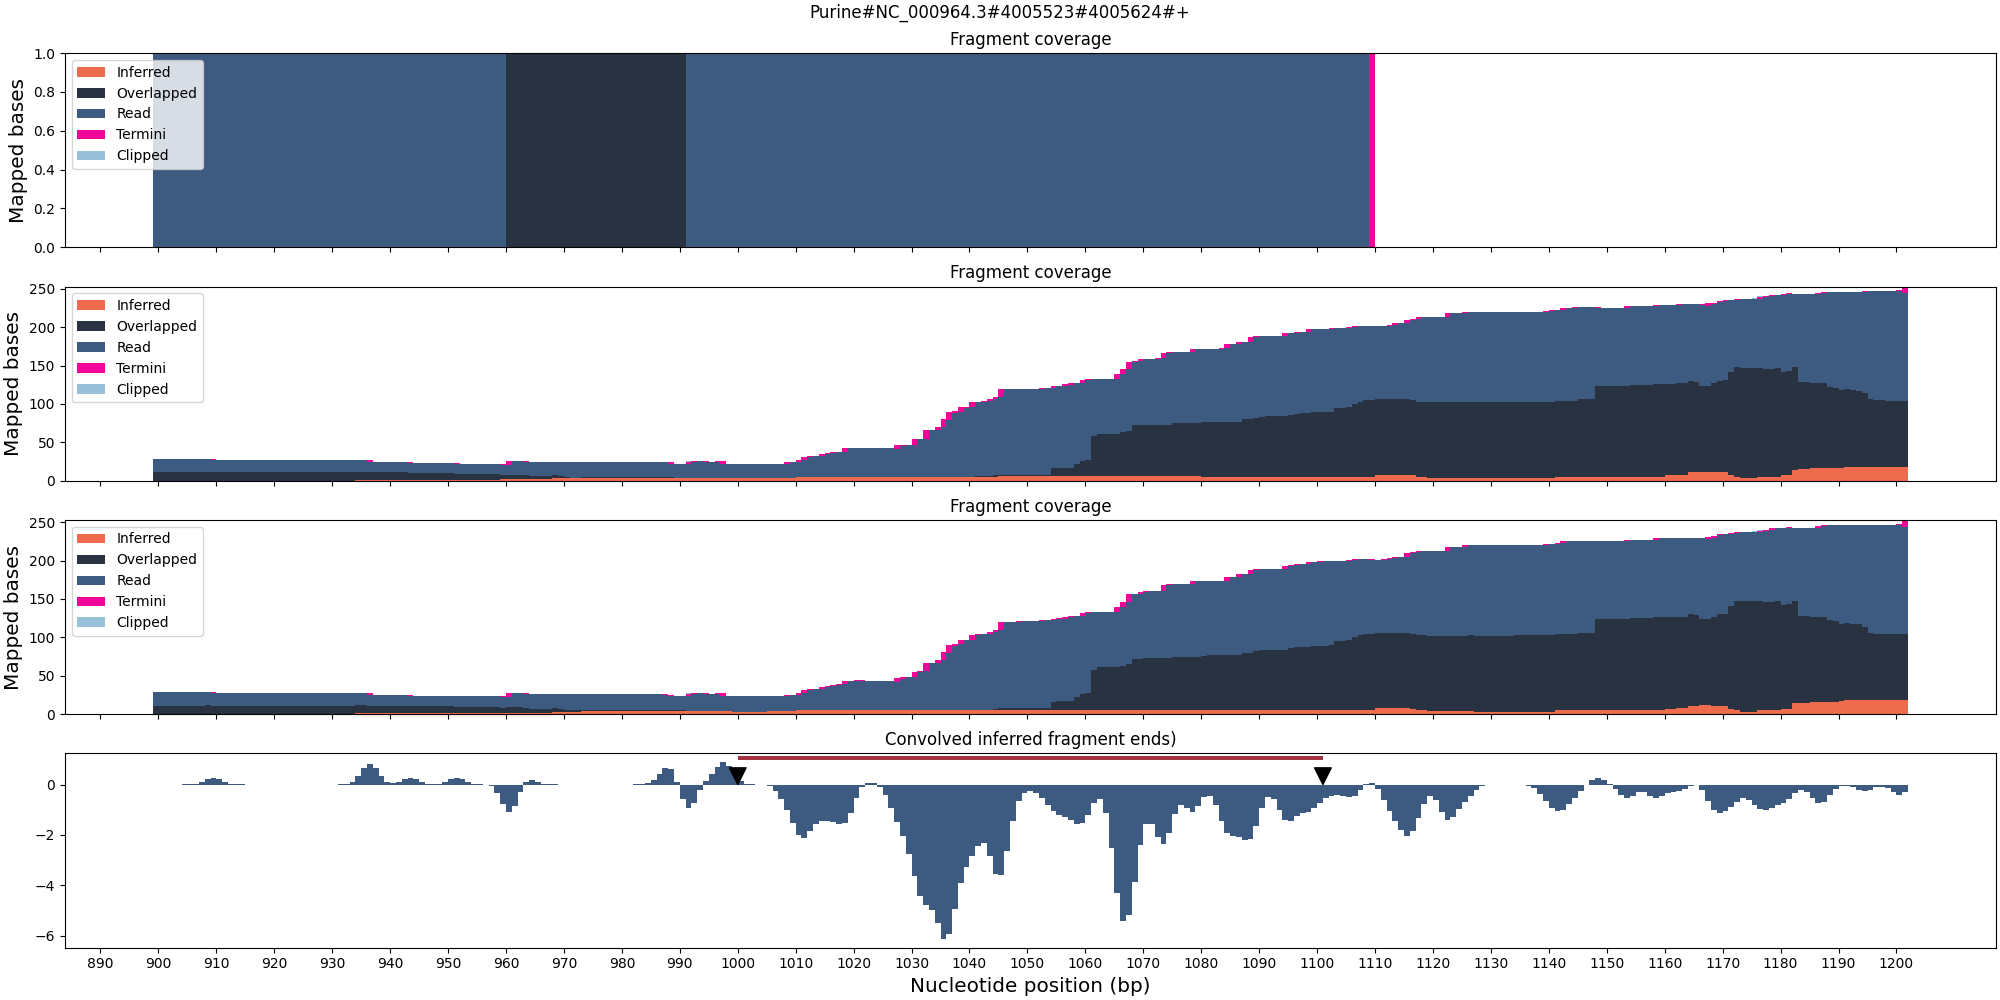 Purine#NC_000964.3#4005523#4005624#+
Fragment coverage
Mapped bases
1.0
0.8
0.6
0.4
0.2
0.0
Inferred
Overlapped
Read
Termini
Clipped
Fragment coverage
Mapped bases
250
200
150
100
50
0
Inferred
Overlapped
Read
Termini
Clipped
Fragment coverage
Mapped bases
250
200
150
100
50
0
Inferred
Overlapped
Read
Termini
Clipped
Convolved inferred fragment ends)
0
−2
−4
−6
890 900 910 920 930 940 950 960 970 980 990 1000 1010 1020 1030 1040 1050 1060 1070 1080 1090 1100 1110 1120 1130 1140 1150 1160 1170 1180 1190 1200
Nucleotide position (bp)